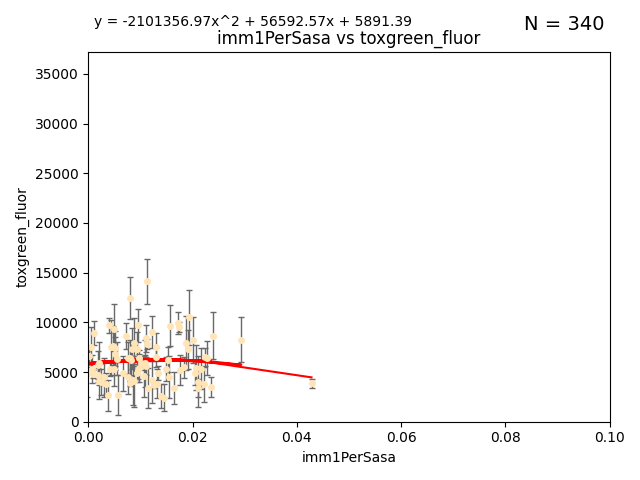 y = -2101356.97x^2 + 56592.57x + 5891.39
N = 340
imm1PerSasa vs toxgreen_fluor
35000
30000
25000
20000
15000
10000
5000
0
toxgreen_fluor
0.00 0.02 0.04 0.06 0.08 0.10
imm1PerSasa